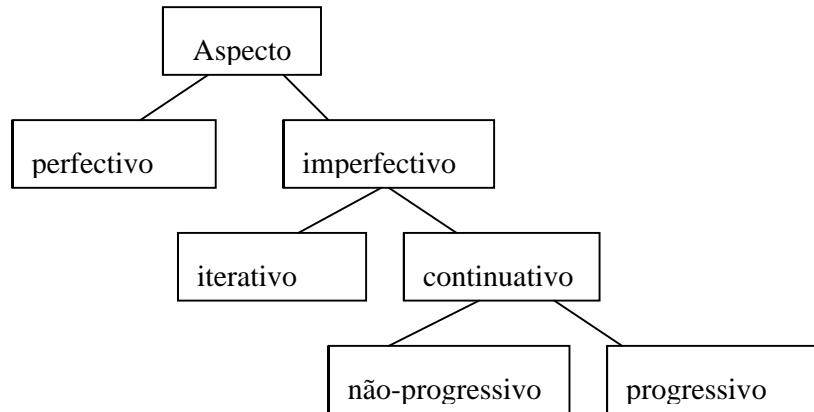 Aspecto
perfectivo
imperfectivo
iterativo
continuativo
não-progressivo
progressivo